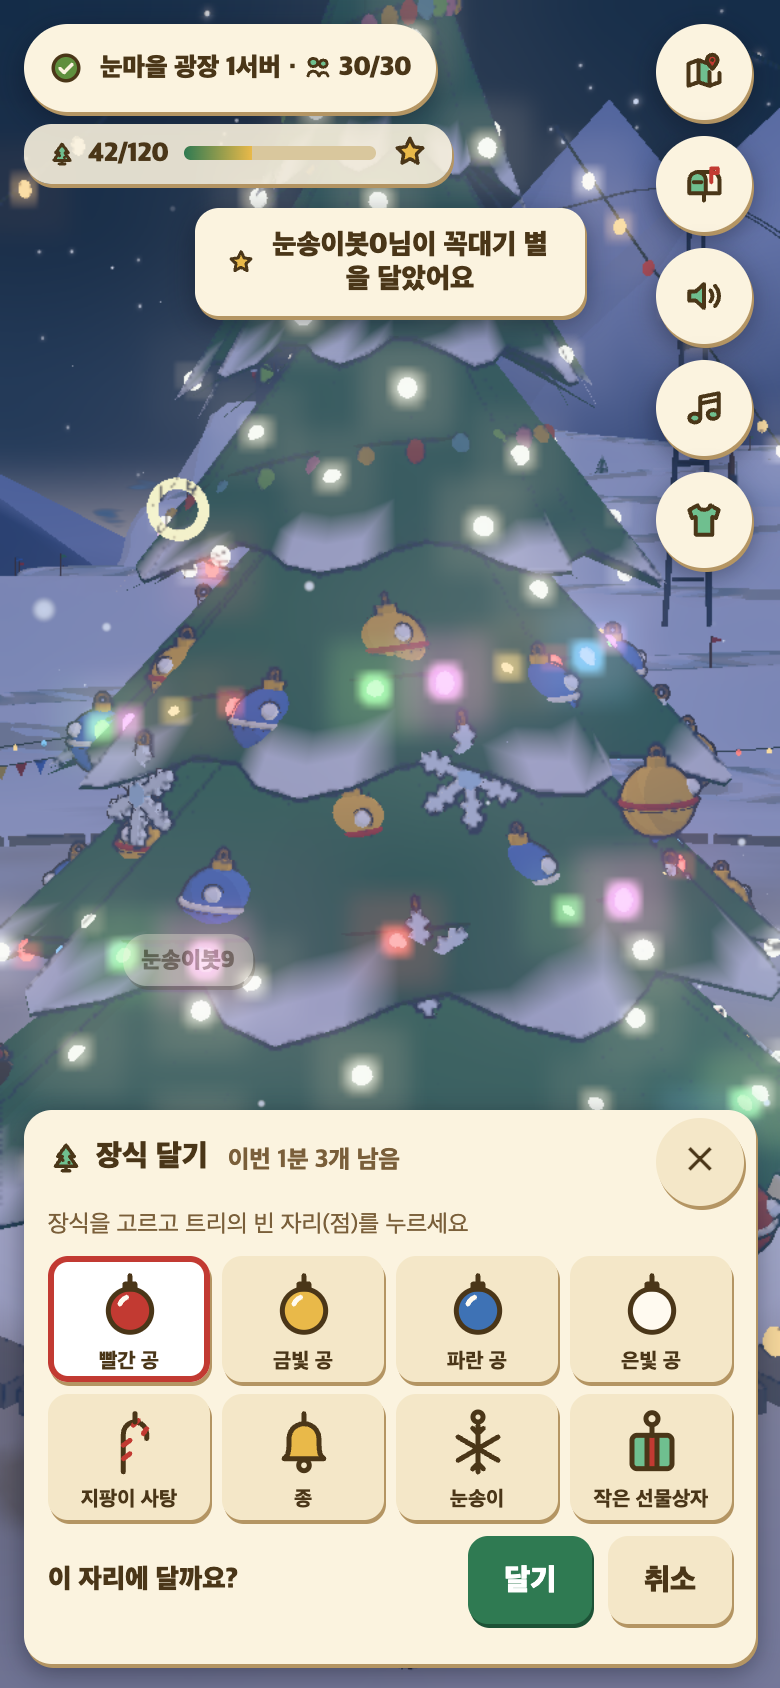 눈마을 광장 1서버 · 30/30
42/120
눈송이봇0님이 꼭대기 별
을 달았어요
눈송이봇9
장식 달기 이번 1분 3개 남음
장식을 고르고 트리의 빈 자리(점)를 누르세요
빨간 공 금빛 공 파란 공 은빛 공
지팡이 사탕 종 눈송이 작은 선물상자
이 자리에 달까요? 달기 취소